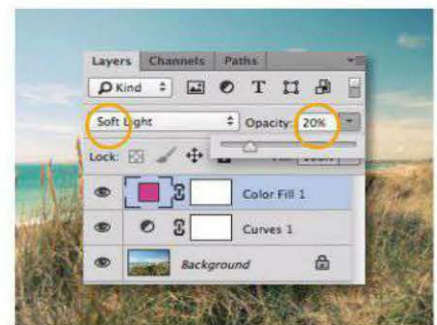 Layers Channels Paths
Kind T
Soft Light Opacity: 20%
Lock:
Color Fill 1
Curves 1
Background